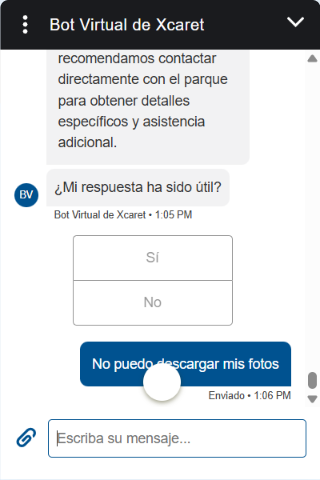 Bot Virtual de Xcaret
recomendamos contactar
directamente con el parque
para obtener detalles
específicos y asistencia
adicional.
¿Mi respuesta ha sido útil?
BV
Bot Virtual de Xcaret • 1:05 PM
Sí
No
No puedo descargar mis fotos
Enviado • 1:06 PM
Escriba su mensaje...